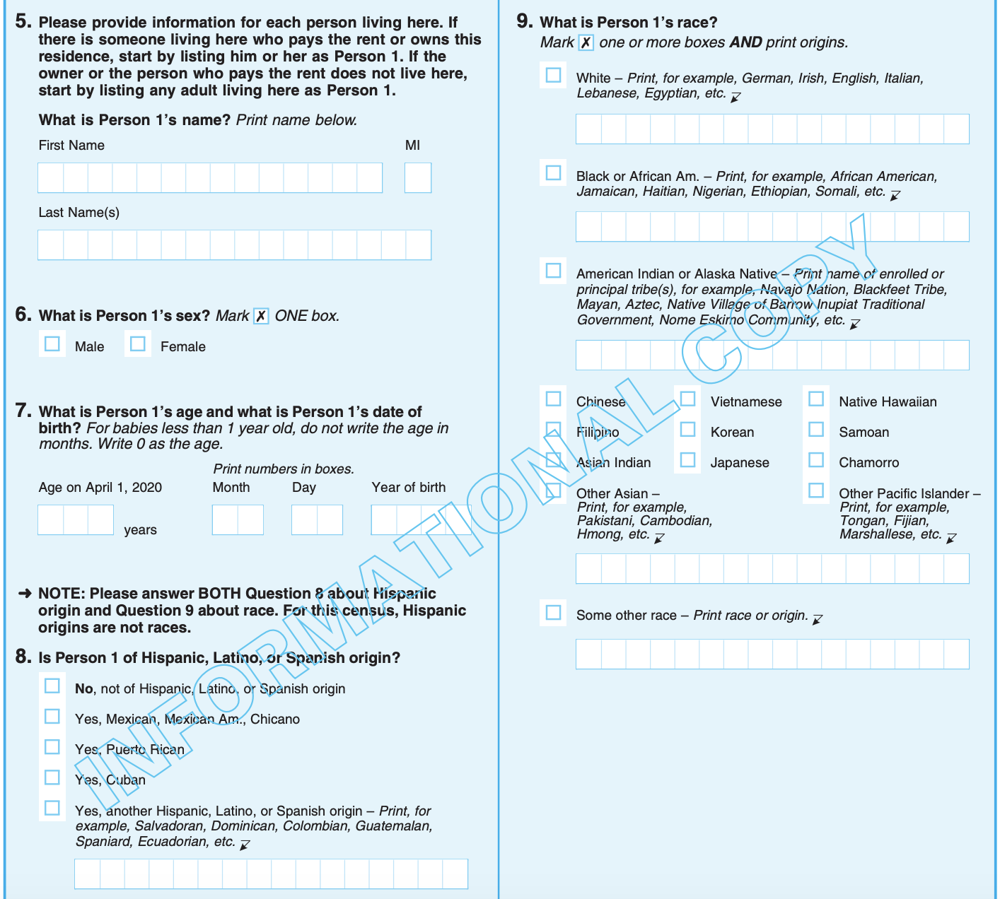 5. Please provide information for each person living here. If
there is someone living here who pays the rent or owns this
residence, start by listing him or her as Person 1. If the
owner or the person who pays the rent does not live here,
start by listing any adult living here as Person 1.
What is Person 1's name? Print name below.
First Name MI
Last Name(s)
6. What is Person 1's sex? Mark ✗ ONE box.
Male Female
7. What is Person 1's age and what is Person 1's date of
birth? For babies less than 1 year old, do not write the age in
months. Write 0 as the age.
Print numbers in boxes.
Age on April 1, 2020 Month Day Year of birth
years
➜ NOTE: Please answer BOTH Question 8 about Hispanic
origin and Question 9 about race. For this census, Hispanic
origins are not races.
8. Is Person 1 of Hispanic, Latino, or Spanish origin?
No, not of Hispanic, Latino, or Spanish origin
Yes, Mexican, Mexican Am., Chicano
Yes, Puerto Rican
Yes, Cuban
Yes, another Hispanic, Latino, or Spanish origin – Print, for
example, Salvadoran, Dominican, Colombian, Guatemalan,
Spaniard, Ecuadorian, etc.
9. What is Person 1's race?
Mark ✗ one or more boxes AND print origins.
White – Print, for example, German, Irish, English, Italian,
Lebanese, Egyptian, etc.
Black or African Am. – Print, for example, African American,
Jamaican, Haitian, Nigerian, Ethiopian, Somali, etc.
American Indian or Alaska Native – Print name of enrolled or
principal tribe(s), for example, Navajo Nation, Blackfeet Tribe,
Mayan, Aztec, Native Village of Barrow Inupiat Traditional
Government, Nome Eskimo Community, etc.
Chinese Vietnamese Native Hawaiian
Filipino Korean Samoan
Asian Indian Japanese Chamorro
Other Asian –
Print, for example,
Pakistani, Cambodian,
Hmong, etc.
Other Pacific Islander –
Print, for example,
Tongan, Fijian,
Marshallese, etc.
Some other race – Print race or origin.
INFORMATIONAL COPY